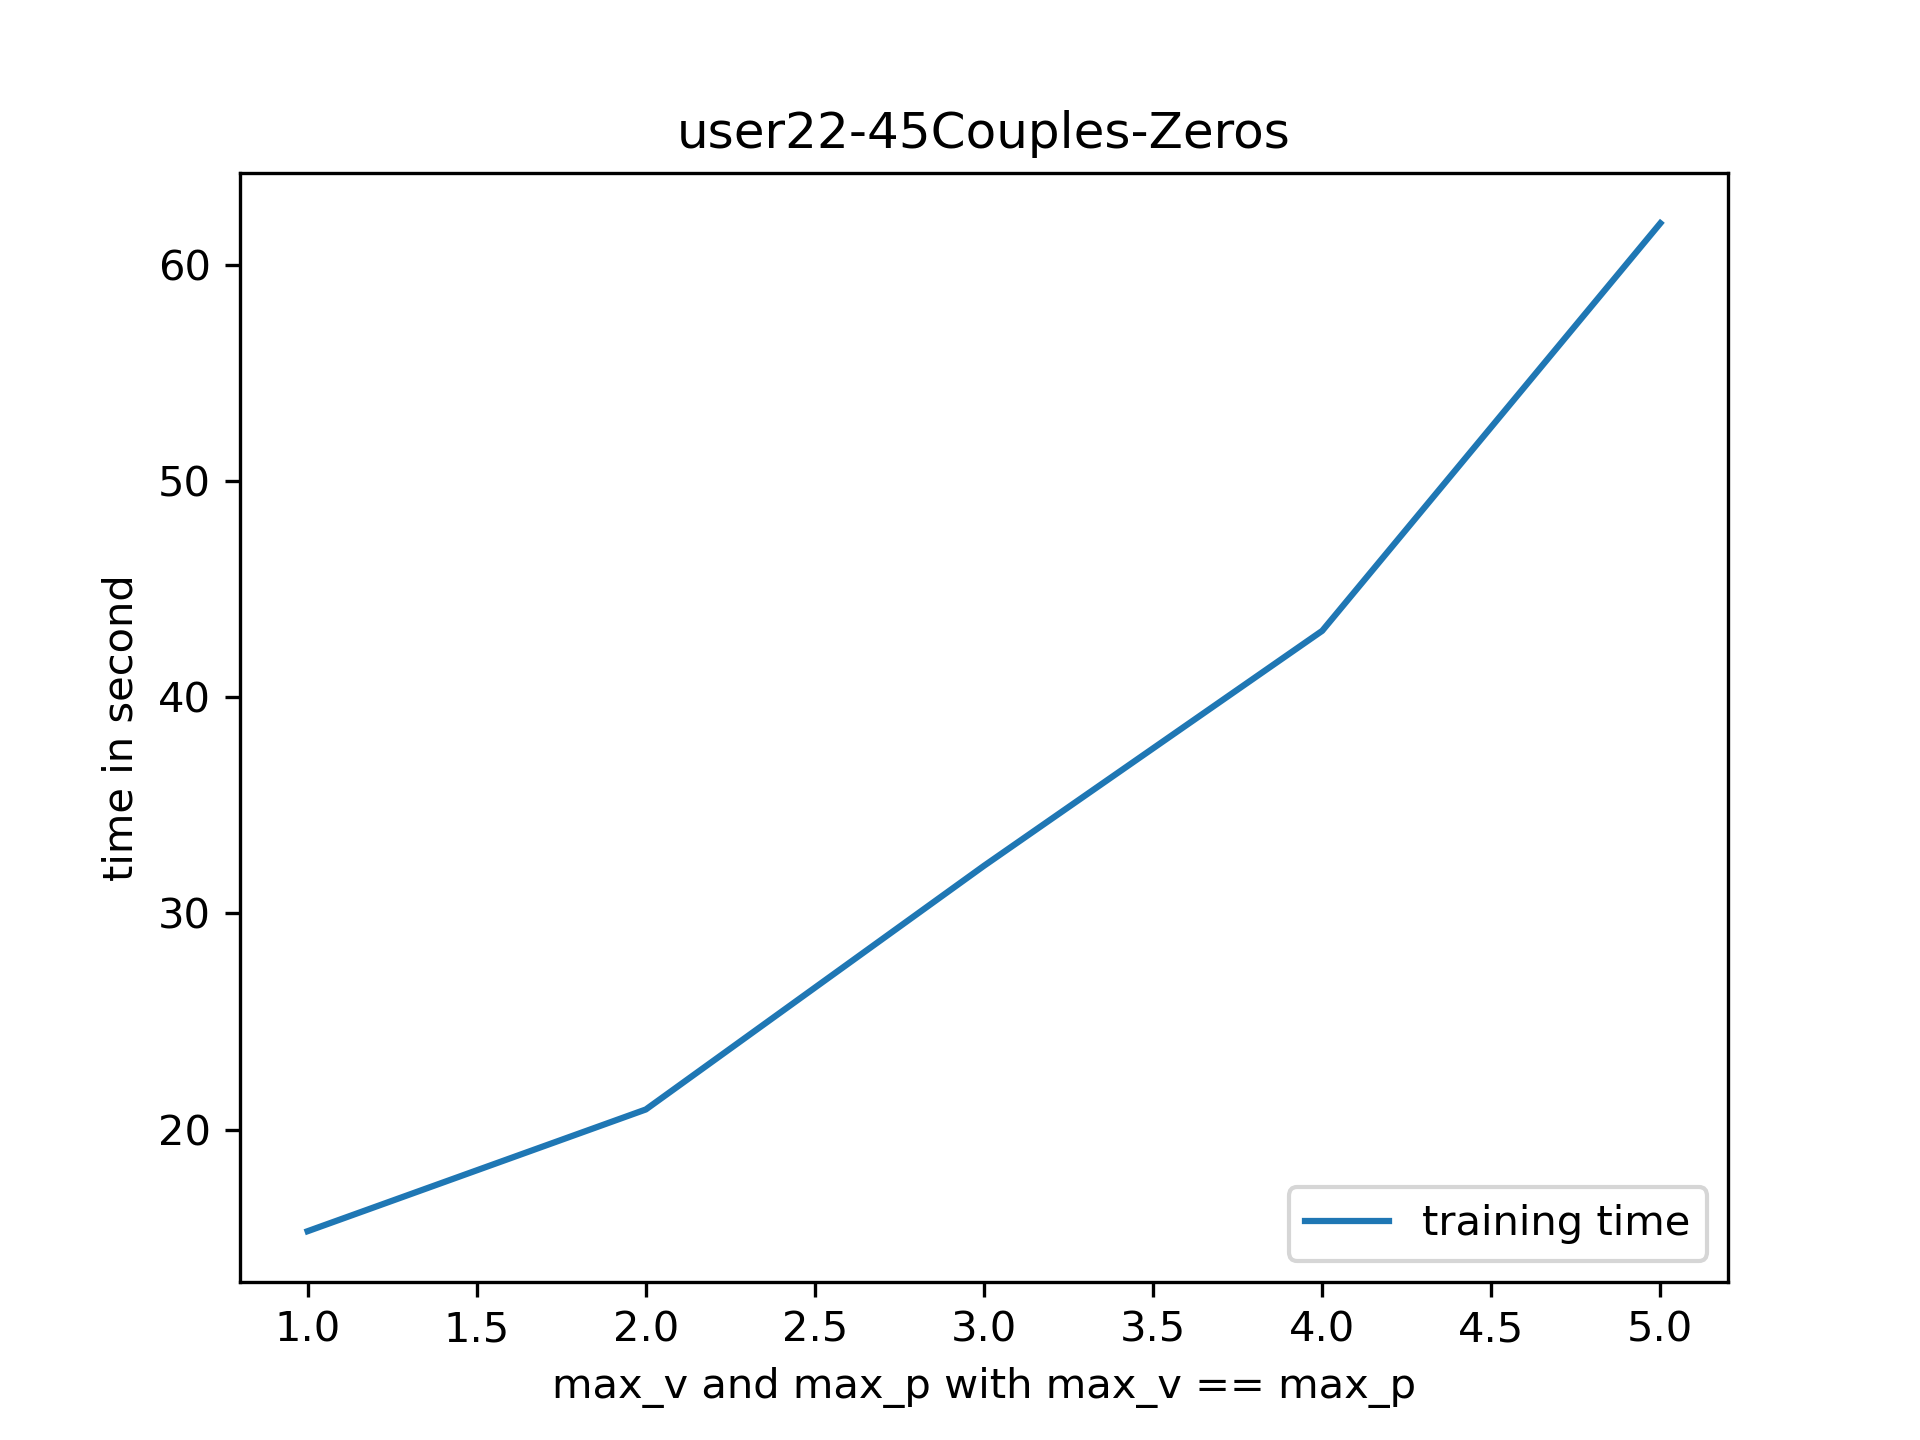 user22-45Couples-Zeros
60
50
40
30
20
time in second
training time
1.0 1.5 2.0 2.5 3.0 3.5 4.0 4.5 5.0
max_v and max_p with max_v == max_p